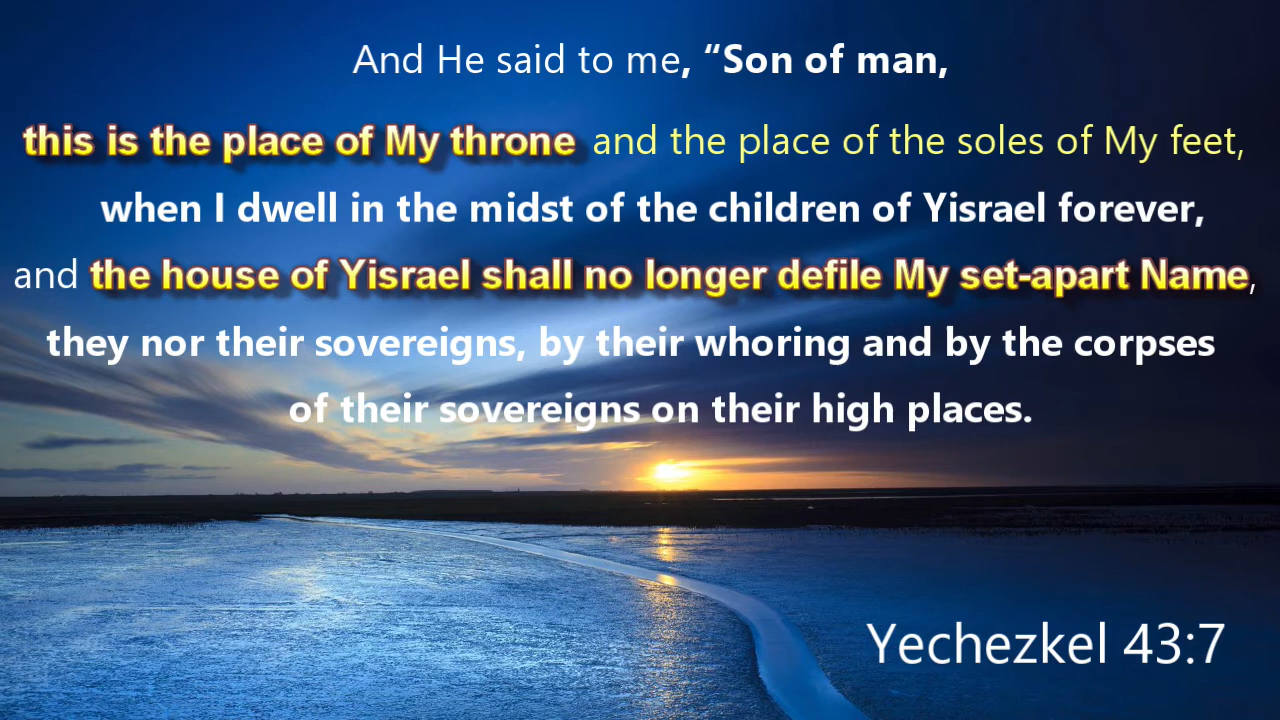 And He said to me, “Son of man,
this is the place of My throne and the place of the soles of My feet,
when I dwell in the midst of the children of Yisrael forever,
and the house of Yisrael shall no longer defile My set-apart Name,
they nor their sovereigns, by their whoring and by the corpses
of their sovereigns on their high places.
Yechezkel 43:7